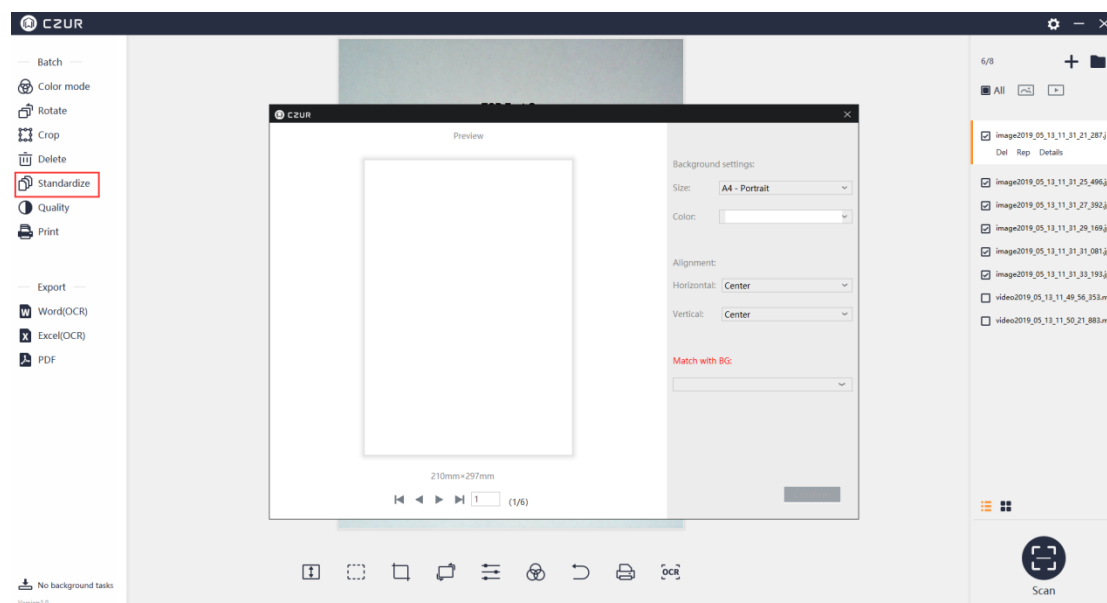 CZUR
Batch
Color mode
Rotate
Crop
Delete
Standardize
Quality
Print
Export
Word(OCR)
Excel(OCR)
PDF
No background tasks
CZUR
Preview
210mm×297mm
1
(1/6)
Background settings:
Size: A4 - Portrait
Color:
Alignment:
Horizontal: Center
Vertical: Center
Match with BG:
OCR
6/8
All
image2019_05_13_11_31_21_287.j
Del Rep Details
image2019_05_13_11_31_25_496.j
image2019_05_13_11_31_27_392.j
image2019_05_13_11_31_29_169.j
image2019_05_13_11_31_31_081.j
image2019_05_13_11_31_33_193.j
video2019_05_13_11_49_56_353.m
video2019_05_13_11_50_21_883.m
Scan